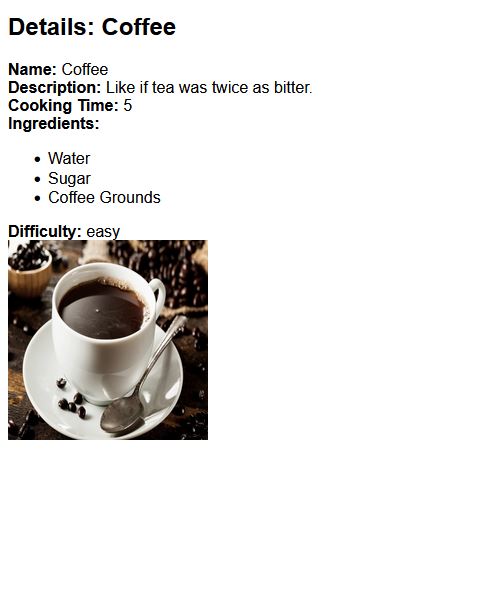 Details: Coffee
Name: Coffee
Description: Like if tea was twice as bitter.
Cooking Time: 5
Ingredients:
Water
Sugar
Coffee Grounds
Difficulty: easy